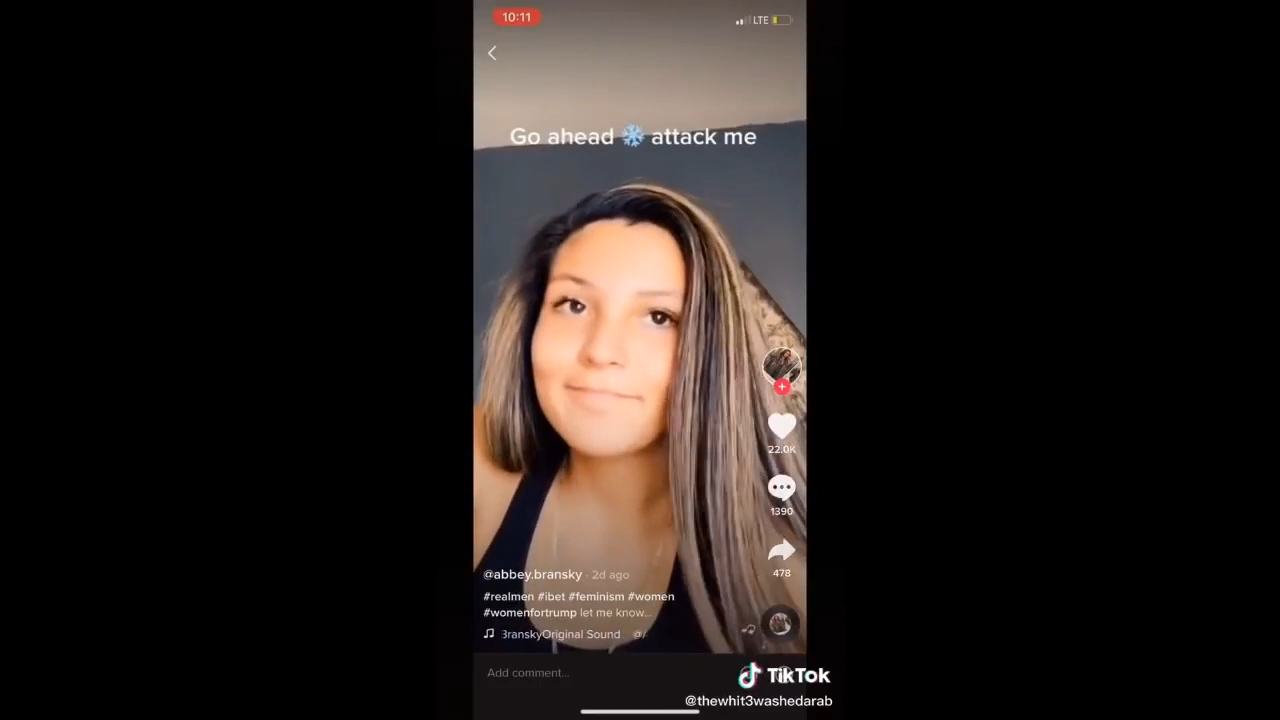 10:11
LTE
Go ahead ❄️ attack me
22.0K
1390
478
@abbey.bransky · 2d ago
#realmen #ibet #feminism #women
#womenfortrump let me know...
BranskyOriginal Sound @/
Add comment...
TikTok
@thewhit3washedarab